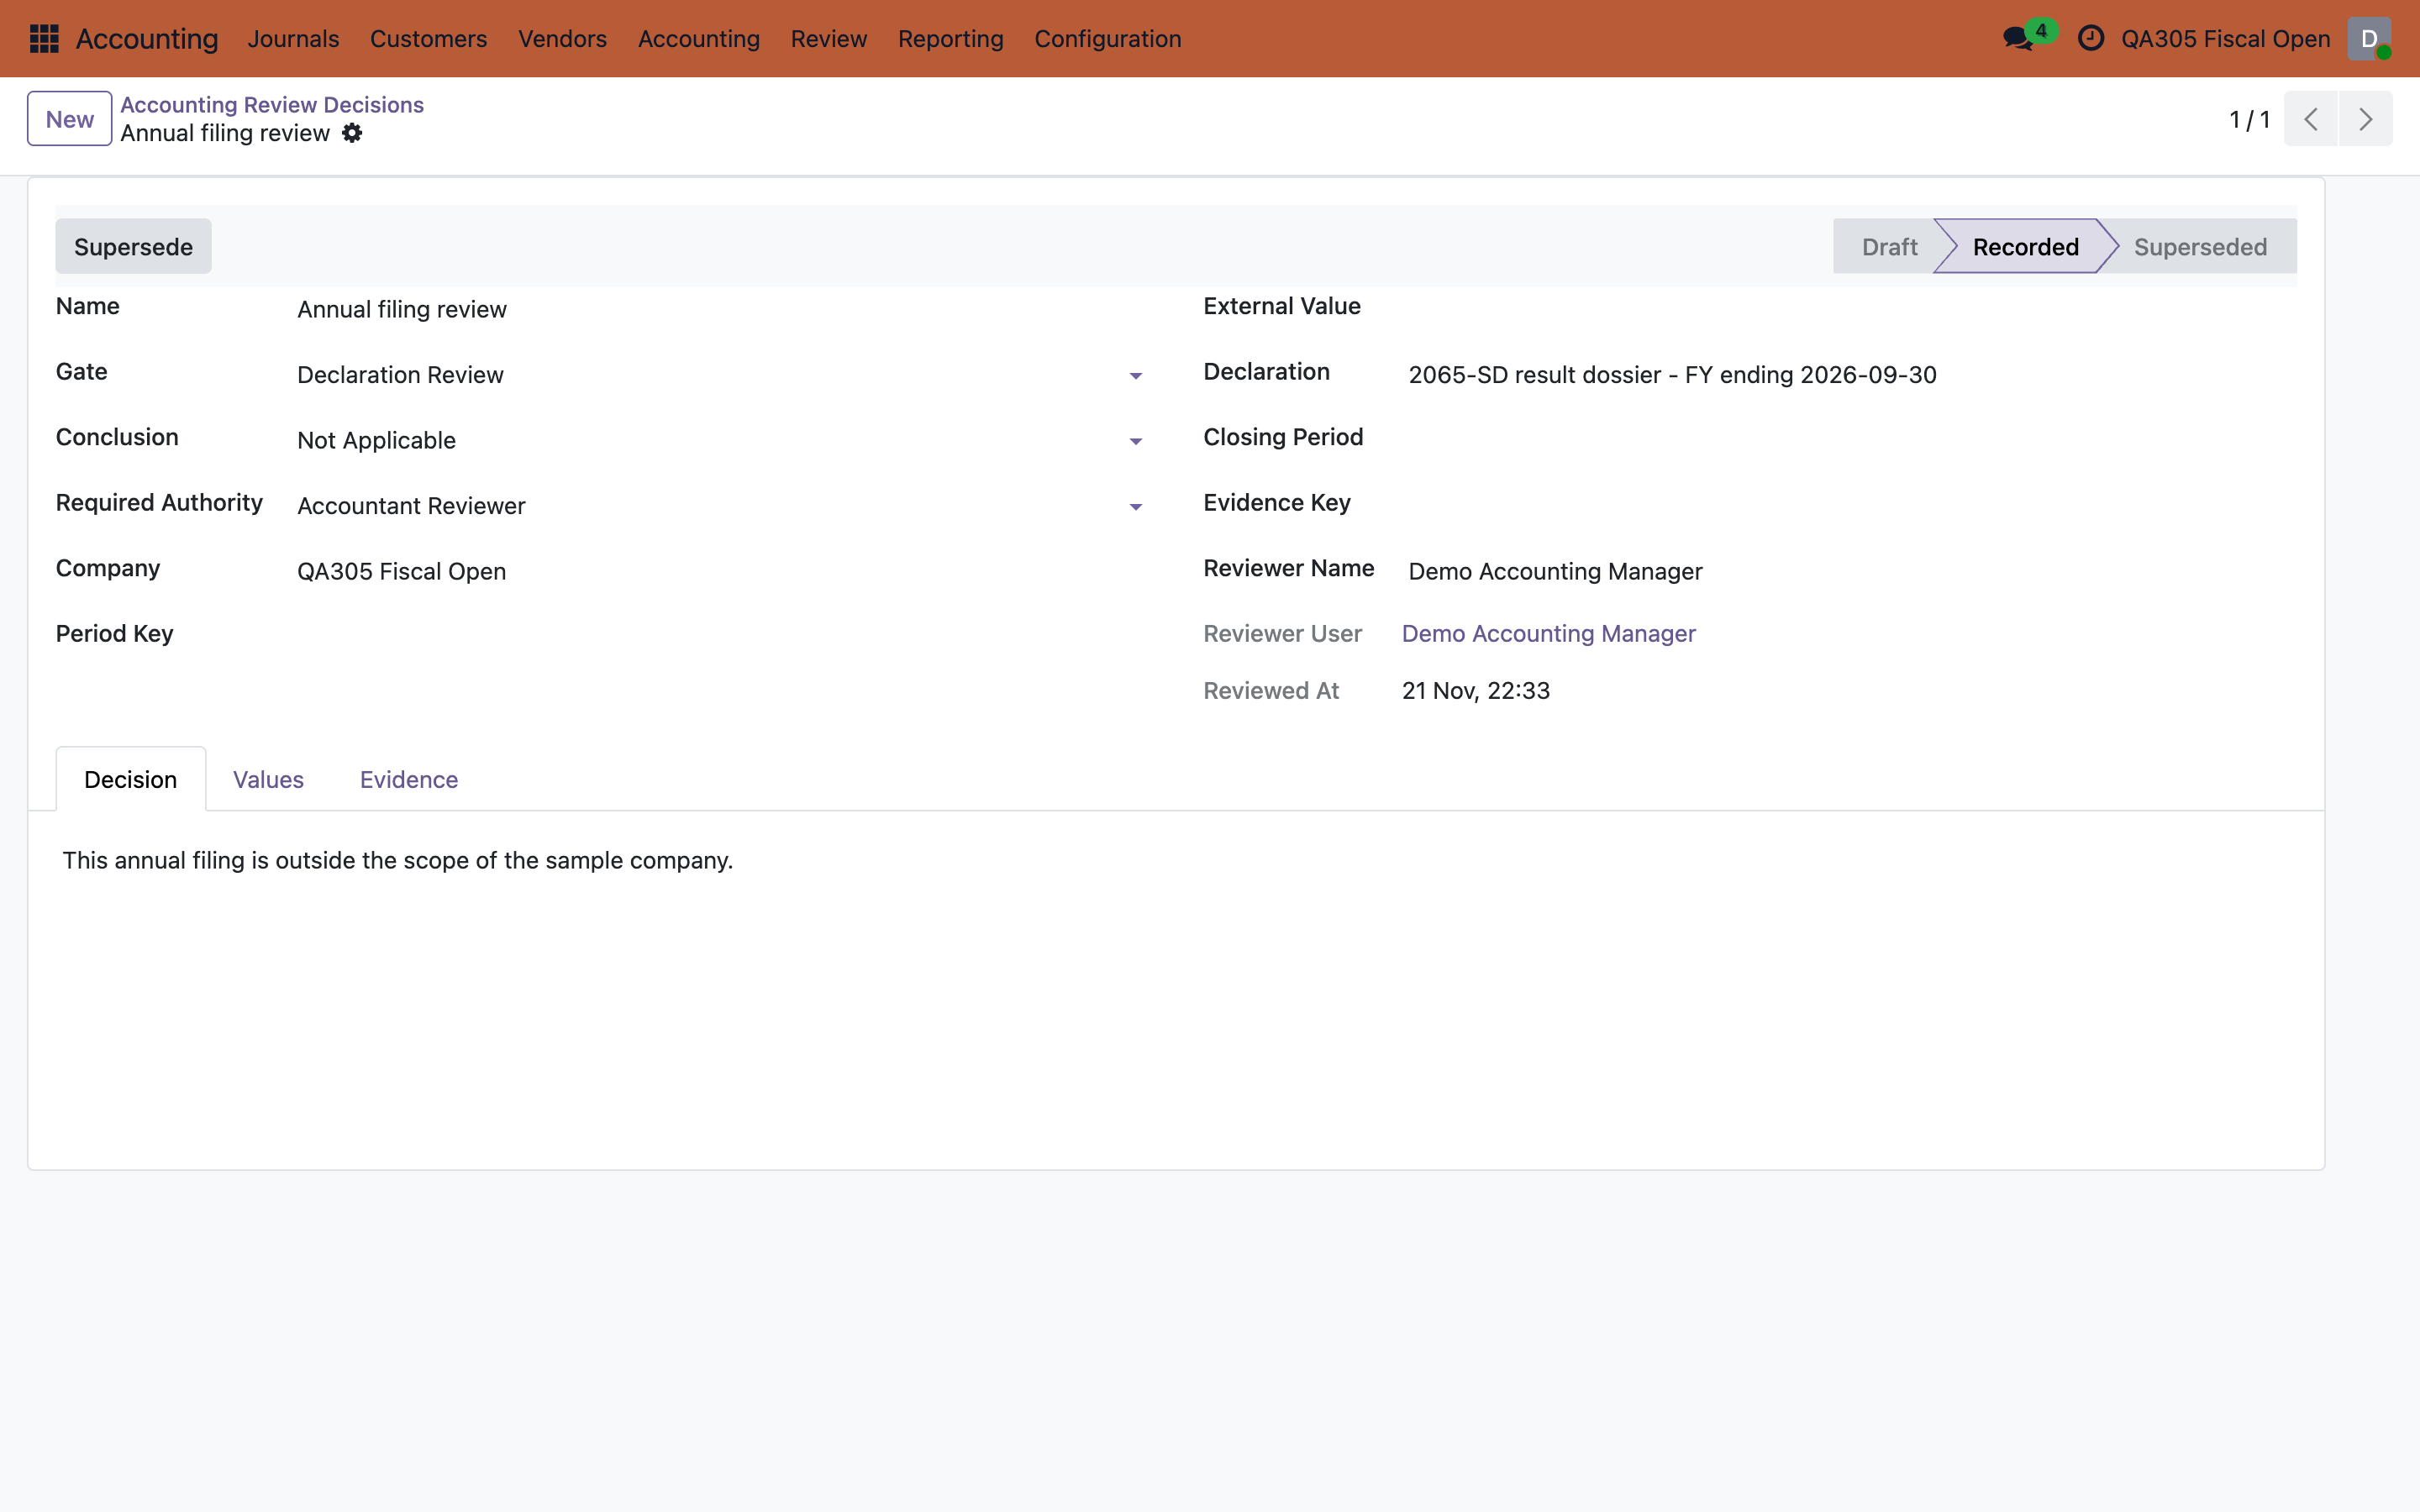 Accounting Journals Customers Vendors Accounting Review Reporting Configuration 4 QA305 Fiscal Open D
New Accounting Review Decisions
Annual filing review 1 / 1
Supersede Draft Recorded Superseded
Name Annual filing review External Value
Gate Declaration Review Declaration 2065-SD result dossier - FY ending 2026-09-30
Conclusion Not Applicable Closing Period
Required Authority Accountant Reviewer Evidence Key
Company QA305 Fiscal Open Reviewer Name Demo Accounting Manager
Period Key Reviewer User Demo Accounting Manager
Reviewed At 21 Nov, 22:33
Decision Values Evidence
This annual filing is outside the scope of the sample company.